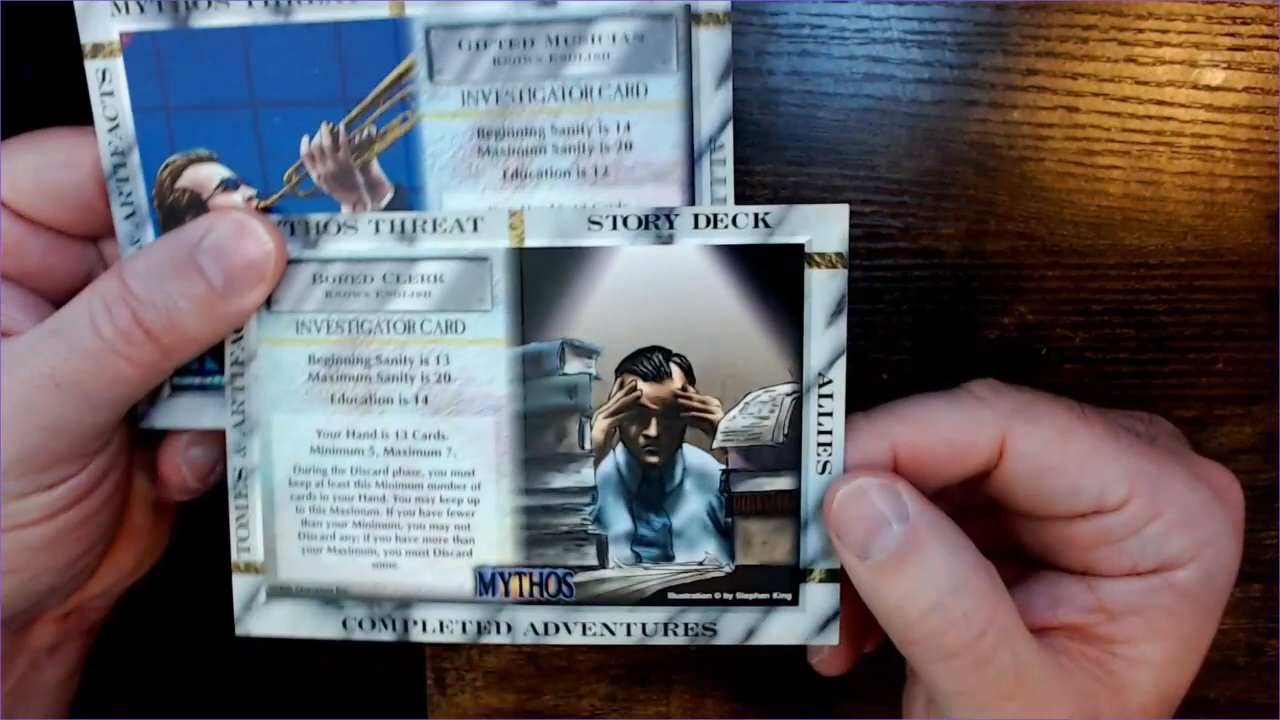 MYTHOS THREAT
ARTIFACTS
GIFTED MUSICIAN
KNOWS ENGLISH
INVESTIGATOR CARD
Beginning Sanity is 14
Maximum Sanity is 20
Education is 12
THOS THREAT
STORY DECK
TOMES & ARTIFAC
BORED CLERK
KNOWS ENGLISH
INVESTIGATOR CARD
Beginning Sanity is 13
Maximum Sanity is 20
Education is 14
Your Hand is 13 Cards.
Minimum 5, Maximum 7.
During the Discard phase, you must
keep at least this Minimum number of
cards in your Hand. You may keep up
to this Maximum. If you have fewer
than your Minimum, you may not
Discard any; if you have more than
your Maximum, you must Discard
some.
ALLIES
MYTHOS
Illustration © by Stephen King
COMPLETED ADVENTURES